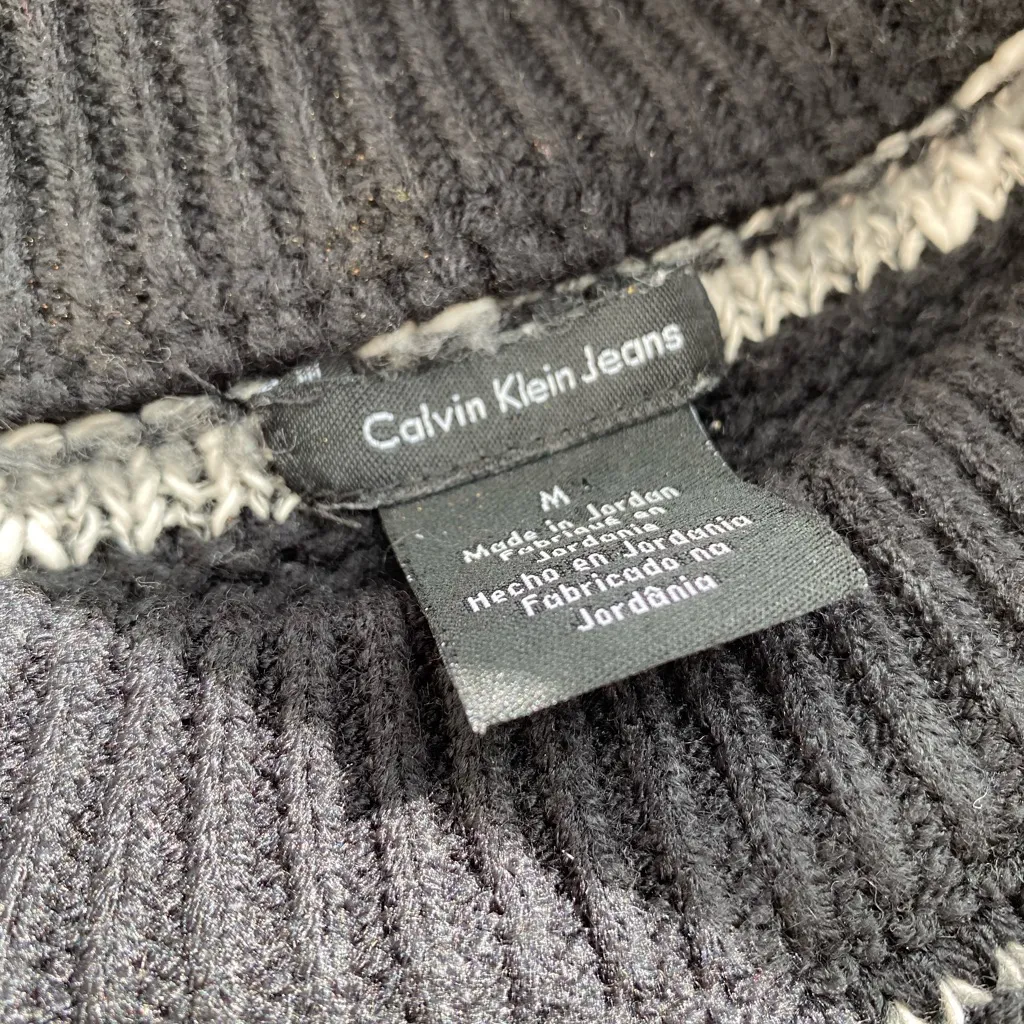 Calvin Klein Jeans
M
Made in Jordan
Fabriqué en
Jordanie
Hecho en Jordania
Fabricado na
Jordânia